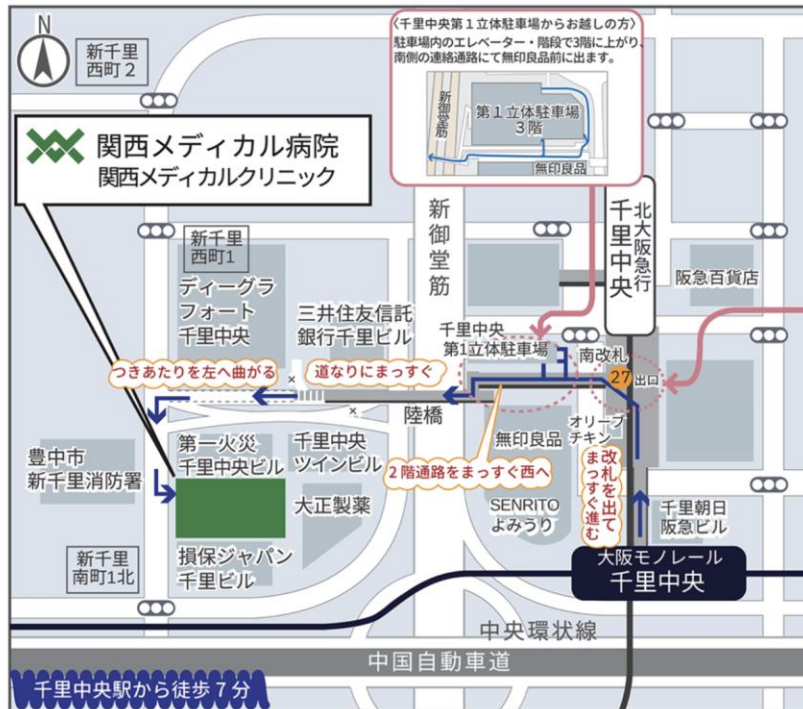 N
新千里
西町2
〈千里中央第1立体駐車場からお越しの方〉
駐車場内のエレベーター・階段で3階に上がり、
南側の連絡通路にて無印良品前に出ます。
新御堂筋
第1立体駐車場
3階
無印良品
関西メディカル病院
関西メディカルクリニック
新千里
西町1
新御堂筋
北大阪急行
千里中央
阪急百貨店
ディーグラ
フォート
千里中央
三井住友信託
銀行千里ビル
千里中央
第1立体駐車場
南改札
27
出口
つきあたりを左へ曲がる
道なりにまっすぐ
陸橋
オリーブ
チキン
無印良品
2階通路をまっすぐ西へ
改札を出て
まっすぐ進む
豊中市
新千里消防署
第一火災
千里中央ビル
千里中央
ツインビル
大正製薬
SENRITO
よみうり
千里朝日
阪急ビル
新千里
南町1北
損保ジャパン
千里ビル
大阪モノレール
千里中央
中央環状線
中国自動車道
千里中央駅から徒歩7分